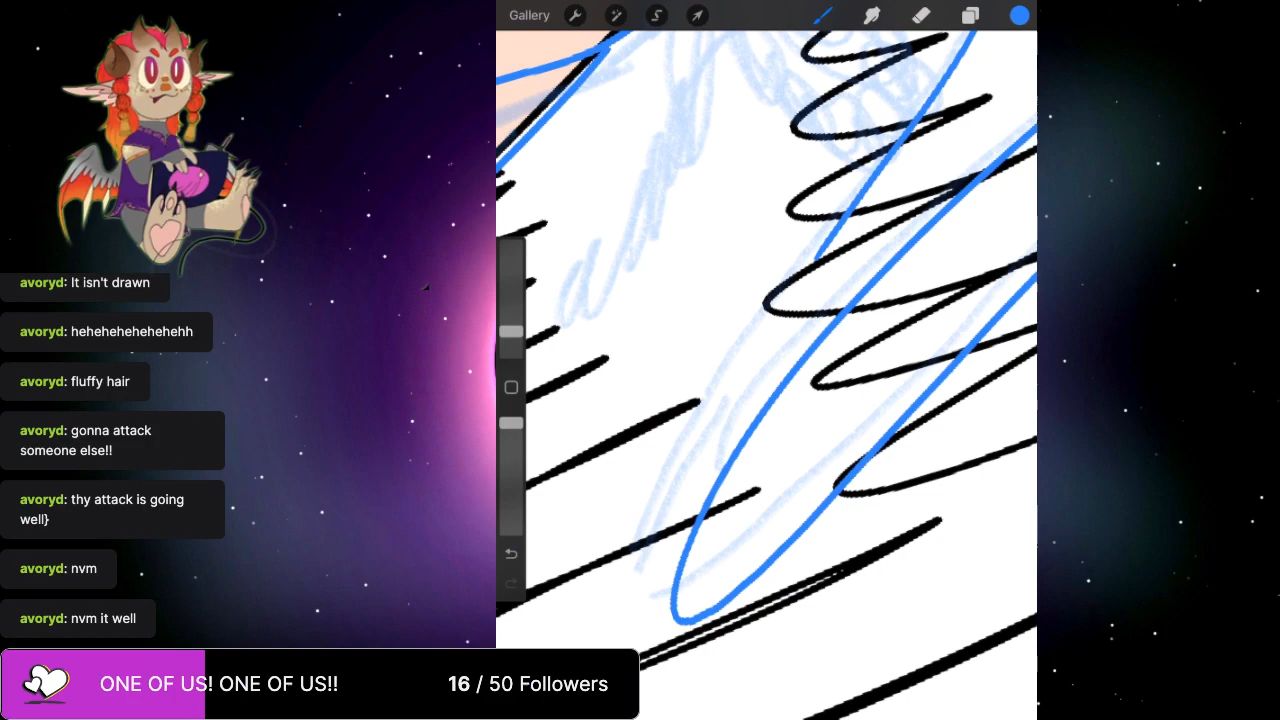 Gallery
avoryd: It isn't drawn
avoryd: hehehehehehehehh
avoryd: fluffy hair
avoryd: gonna attack
someone else!!
avoryd: thy attack is going
well}
avoryd: nvm
avoryd: nvm it well
ONE OF US! ONE OF US!!
16 / 50 Followers